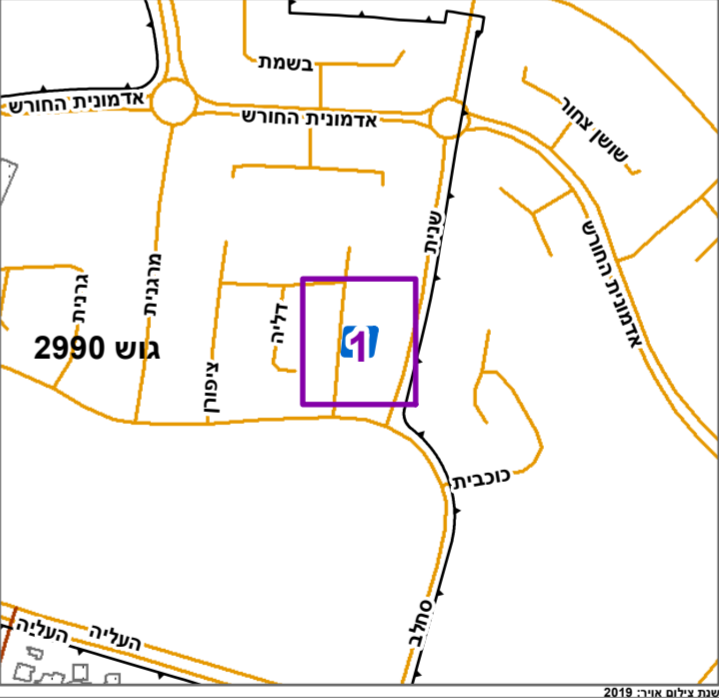 בשמת
אדמונית החורש
אדמונית החורש
שושן צחור
שנית
אדמונית החורש
מרגנית
גרנית
דליה
גוש 2990
1
ציפורן
כוכבית
סחלב
העליה
העליה
שנת צילום אויר: 2019